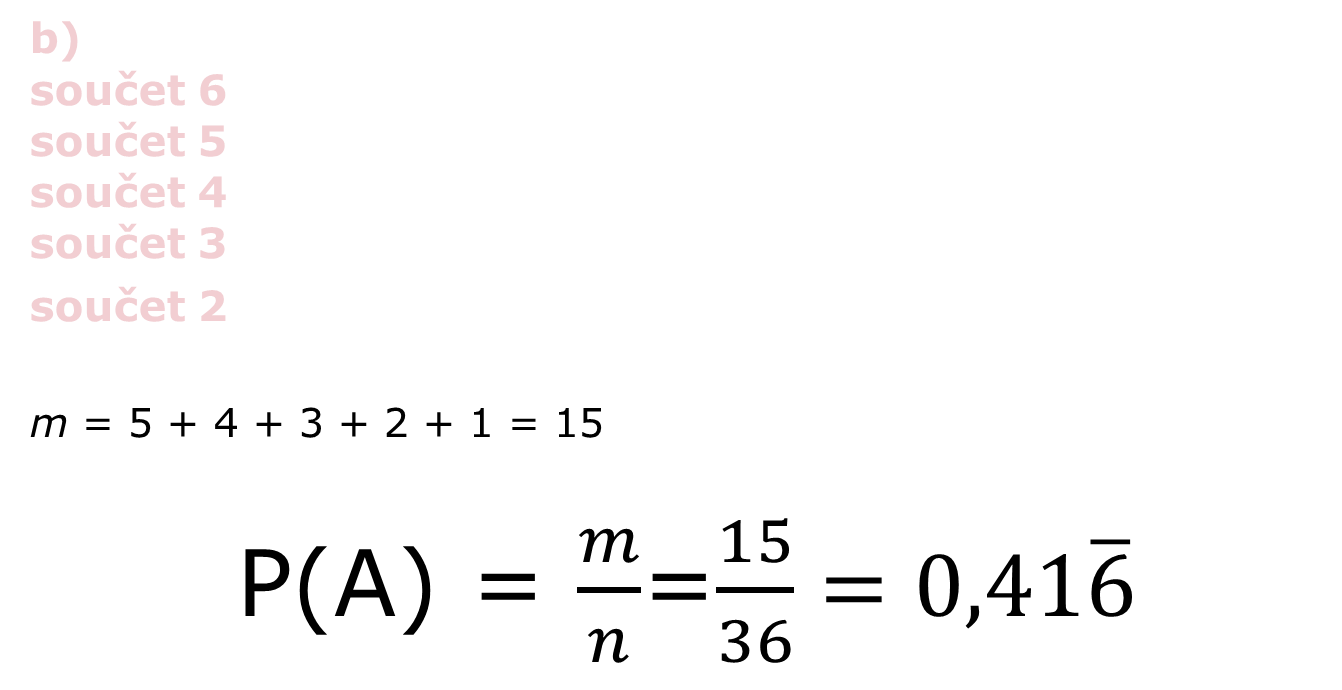 b)
součet 6
součet 5
součet 4
součet 3
součet 2
m = 5 + 4 + 3 + 2 + 1 = 15
P(A) = m/n = 15/36 = 0,416̅